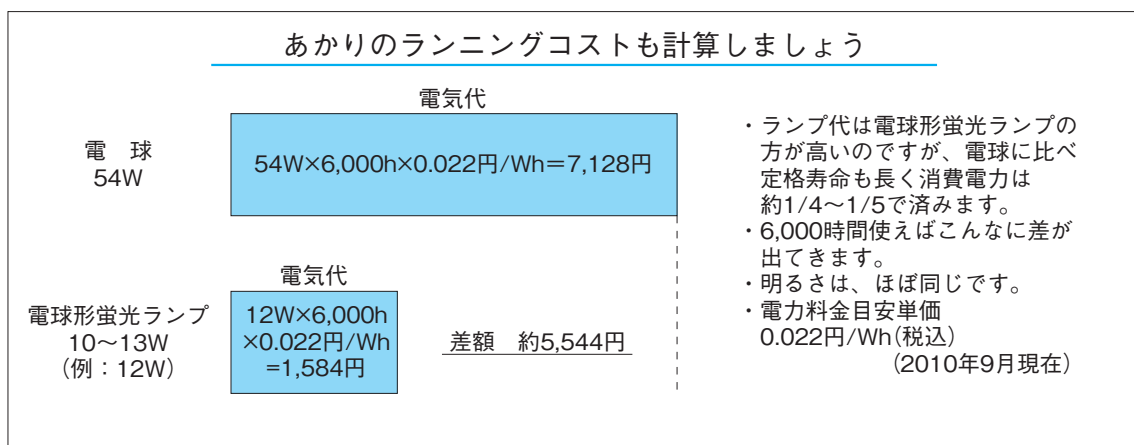 あかりのランニングコストも計算しましょう
電気代
電　球
54W
54W×6,000h×0.022円/Wh＝7,128円
電気代
電球形蛍光ランプ
10～13W
（例：12W）
12W×6,000h
×0.022円/Wh
=1,584円
差額　約5,544円
・ランプ代は電球形蛍光ランプの
方が高いのですが、電球に比べ
定格寿命も長く消費電力は
約1/4～1/5で済みます。
・6,000時間使えばこんなに差が
出てきます。
・明るさは、ほぼ同じです。
・電力料金目安単価
0.022円/Wh（税込）
（2010年9月現在）